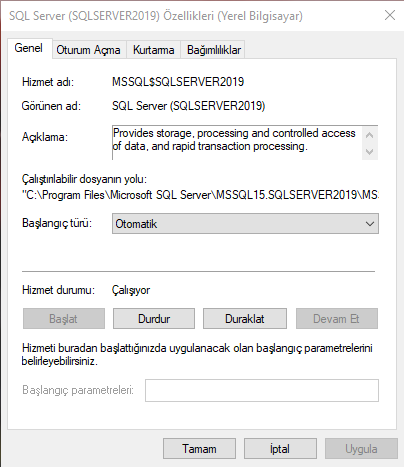 SQL Server (SQLSERVER2019) Özellikleri (Yerel Bilgisayar)
Genel Oturum Açma Kurtarma Bağımlılıklar
Hizmet adı: MSSQL$SQLSERVER2019
Görünen ad: SQL Server (SQLSERVER2019)
Açıklama: Provides storage, processing and controlled access
of data, and rapid transaction processing.
Çalıştırılabilir dosyanın yolu:
"C:\Program Files\Microsoft SQL Server\MSSQL15.SQLSERVER2019\MS
Başlangıç türü: Otomatik
Hizmet durumu: Çalışıyor
Başlat Durdur Duraklat Devam Et
Hizmeti buradan başlattığınızda uygulanacak olan başlangıç parametrelerini
belirleyebilirsiniz.
Başlangıç parametreleri:
Tamam İptal Uygula